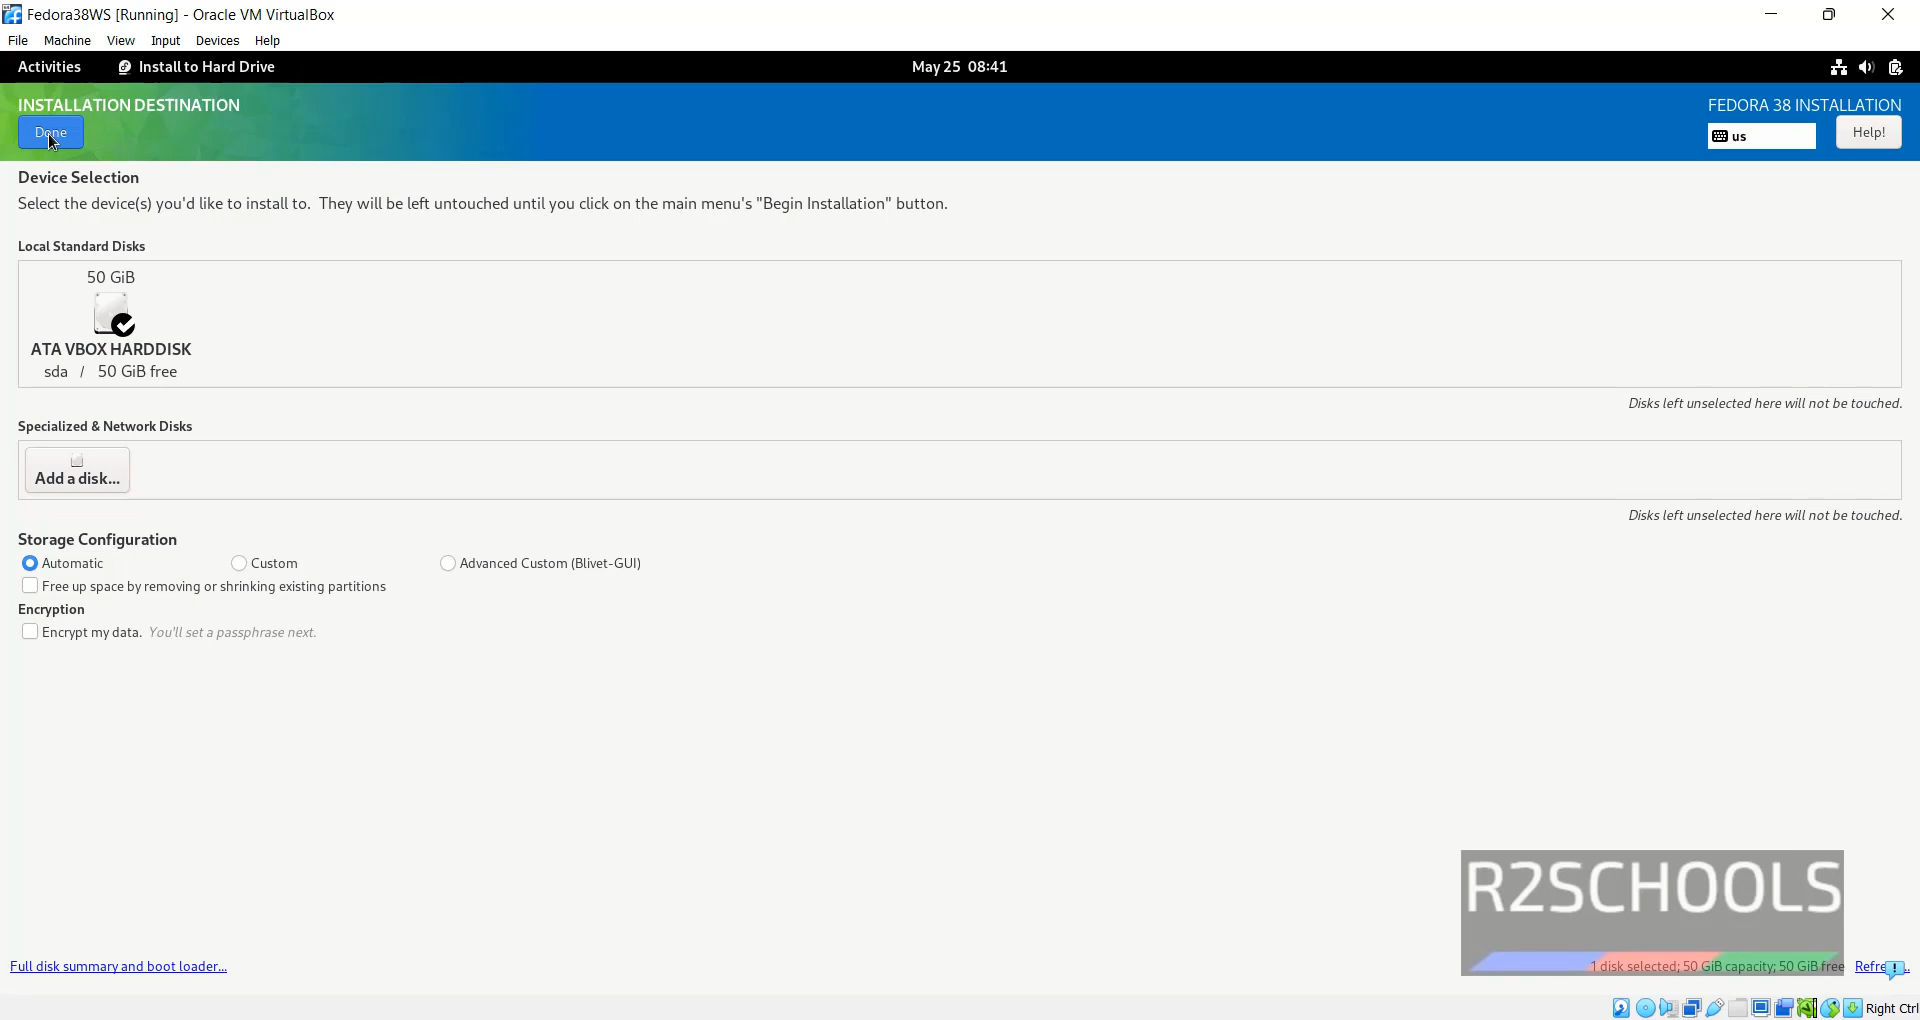 Fedora38WS [Running] - Oracle VM VirtualBox
File Machine View Input Devices Help
Activities Install to Hard Drive May 25 08:41
INSTALLATION DESTINATION FEDORA 38 INSTALLATION
Done us Help!
Device Selection
Select the device(s) you'd like to install to. They will be left untouched until you click on the main menu's "Begin Installation" button.
Local Standard Disks
50 GiB
ATA VBOX HARDDISK
sda / 50 GiB free
Disks left unselected here will not be touched.
Specialized & Network Disks
Add a disk...
Disks left unselected here will not be touched.
Storage Configuration
Automatic Custom Advanced Custom (Blivet-GUI)
Free up space by removing or shrinking existing partitions
Encryption
Encrypt my data. You'll set a passphrase next.
R2SCHOOLS
Full disk summary and boot loader... 1 disk selected; 50 GiB capacity; 50 GiB free
Right Ctrl